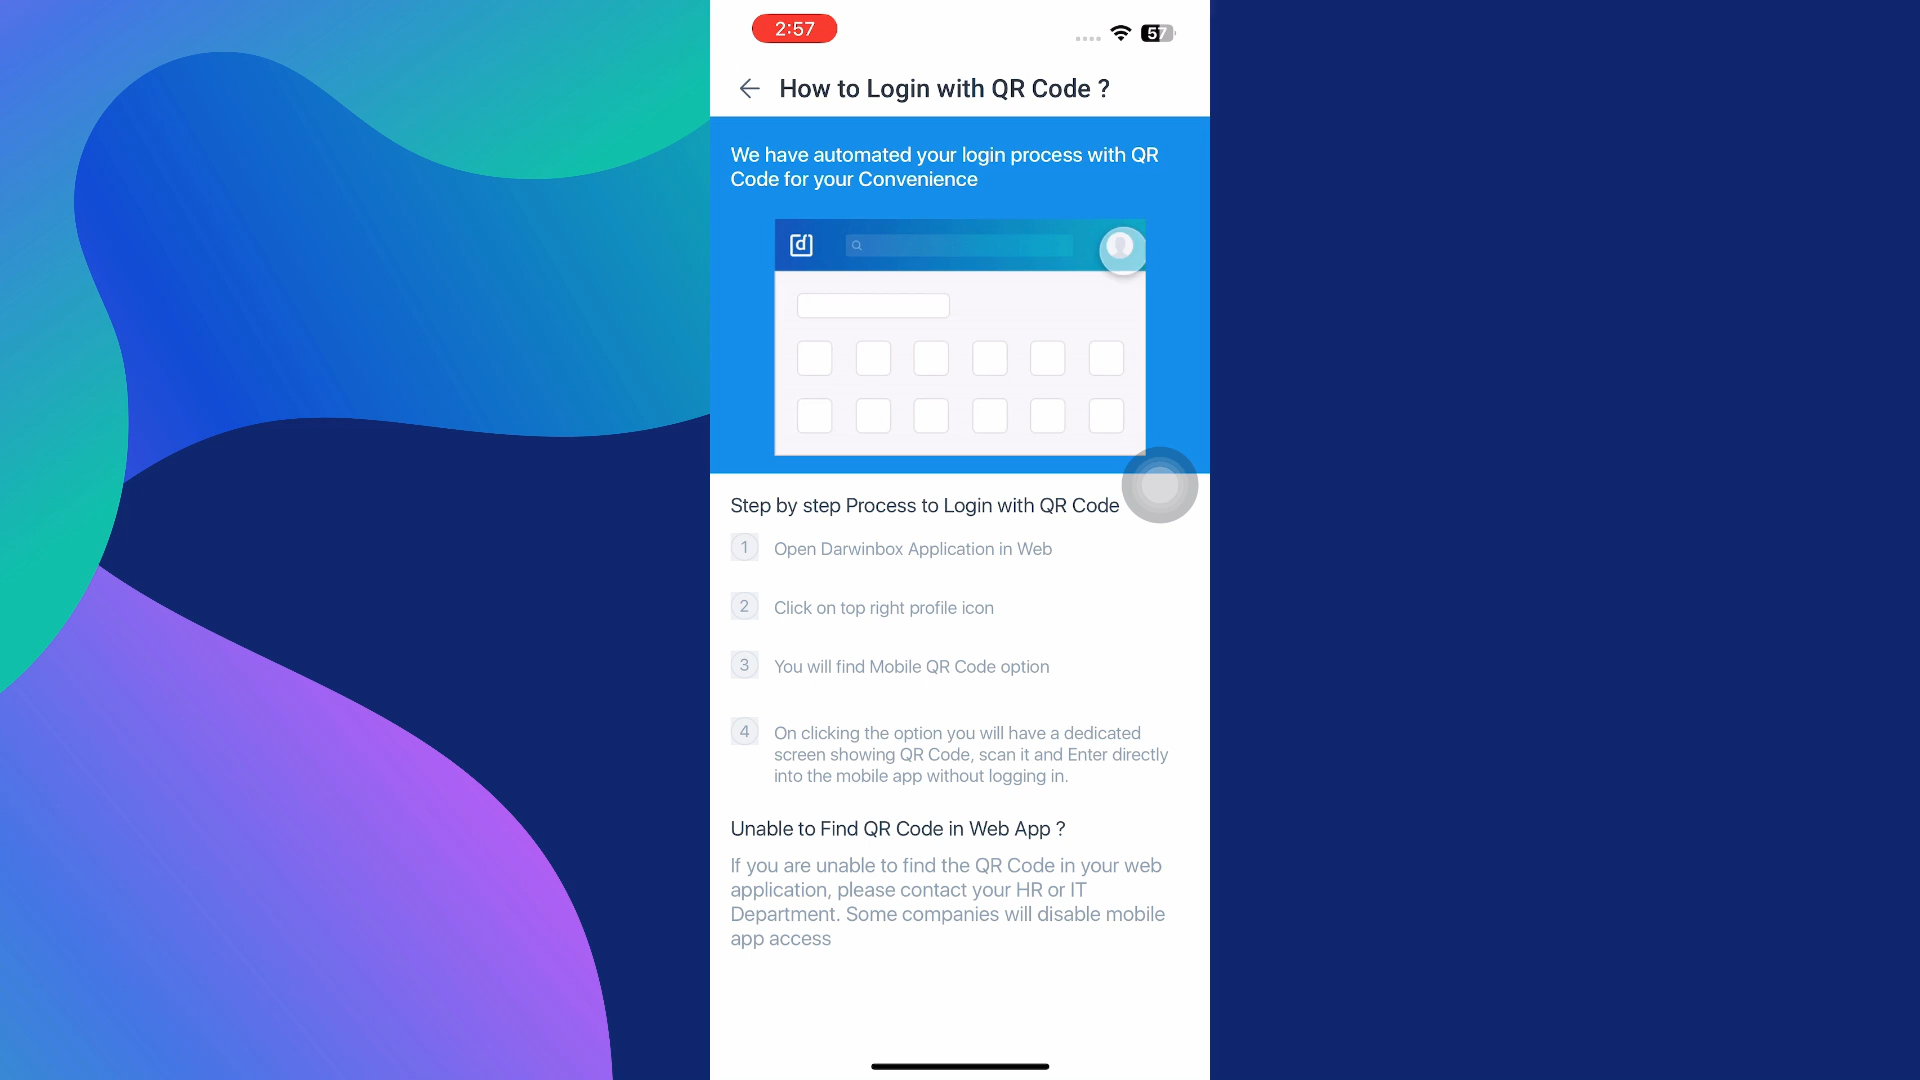 2:57
57
How to Login with QR Code ?
We have automated your login process with QR
Code for your Convenience
d
Step by step Process to Login with QR Code
1 Open Darwinbox Application in Web
2 Click on top right profile icon
3 You will find Mobile QR Code option
4 On clicking the option you will have a dedicated
screen showing QR Code, scan it and Enter directly
into the mobile app without logging in.
Unable to Find QR Code in Web App ?
If you are unable to find the QR Code in your web
application, please contact your HR or IT
Department. Some companies will disable mobile
app access